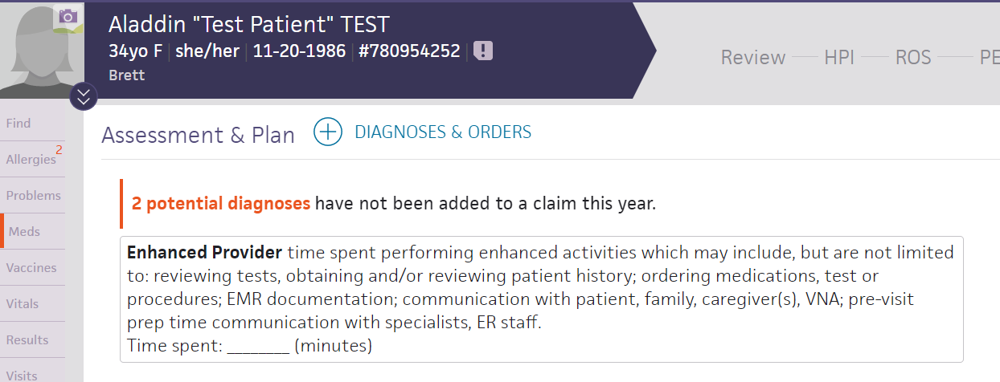 Aladdin "Test Patient" TEST
34yo F she/her 11-20-1986 #780954252
Brett
Review HPI ROS PE
Find
Allergies 2
Problems
Meds
Vaccines
Vitals
Results
Visits
Assessment & Plan DIAGNOSES & ORDERS
2 potential diagnoses have not been added to a claim this year.
Enhanced Provider time spent performing enhanced activities which may include, but are not limited
to: reviewing tests, obtaining and/or reviewing patient history; ordering medications, test or
procedures; EMR documentation; communication with patient, family, caregiver(s), VNA; pre-visit
prep time communication with specialists, ER staff.
Time spent: ________ (minutes)